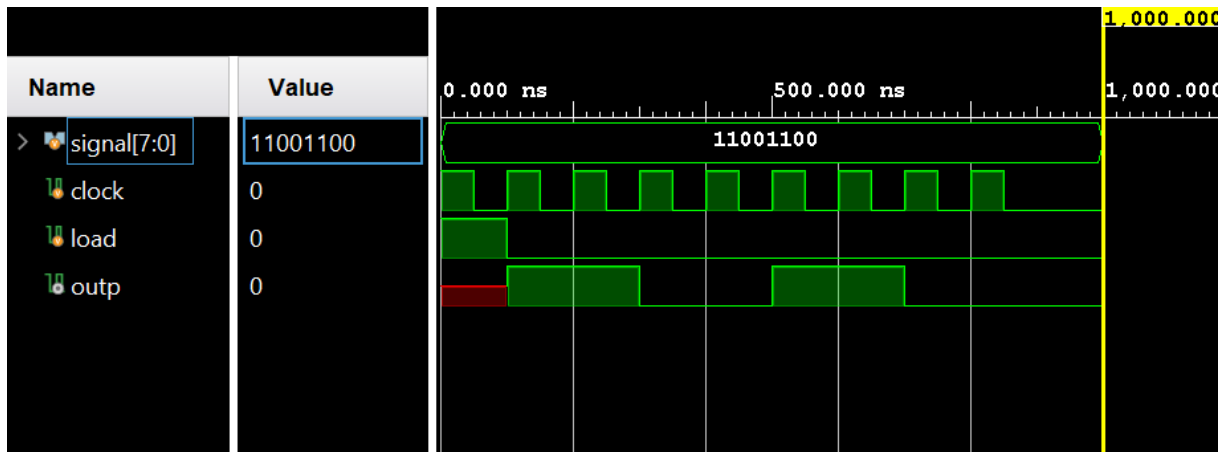 1,000.000
Name Value 0.000 ns 500.000 ns 1,000.000
signal[7:0] 11001100 11001100
clock 0
load 0
outp 0